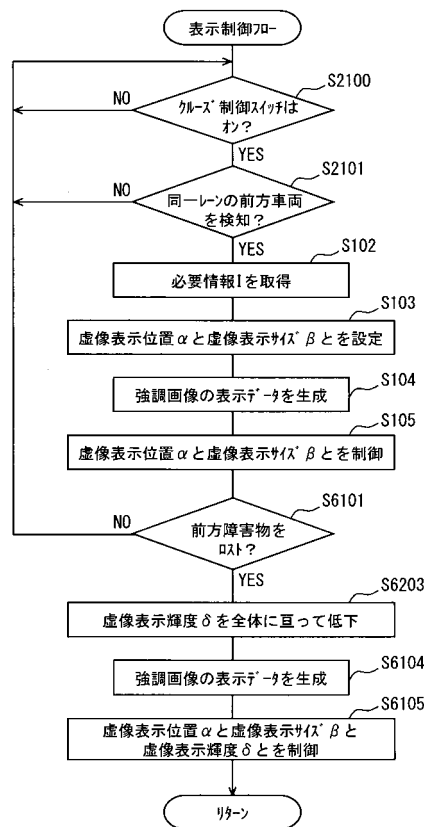 表示制御フロー
S2100
クルーズ制御スイッチは
オン？
NO
YES
S2101
同一レーンの前方車両
を検知？
NO
YES
S102
必要情報Iを取得
S103
虚像表示位置αと虚像表示サイズβとを設定
S104
強調画像の表示データを生成
S105
虚像表示位置αと虚像表示サイズβとを制御
S6101
前方障害物を
ロスト？
NO
YES
S6203
虚像表示輝度δを全体に亘って低下
S6104
強調画像の表示データを生成
S6105
虚像表示位置αと虚像表示サイズβと
虚像表示輝度δとを制御
リターン